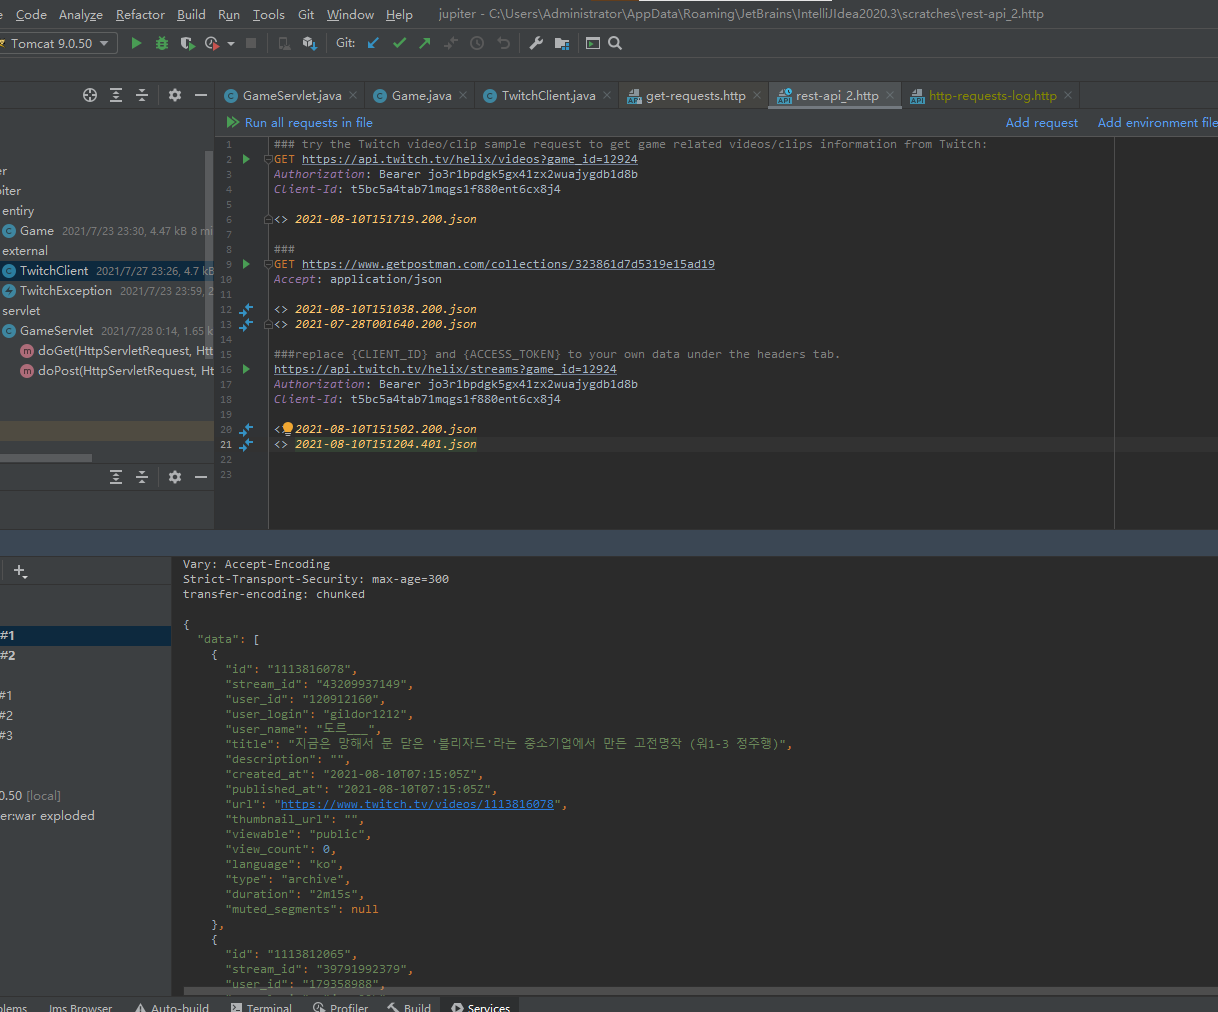 Code Analyze Refactor Build Run Tools Git Window Help jupiter - C:\Users\Administrator\AppData\Roaming\JetBrains\IntelliJIdea2020.3\scratches\rest-api_2.http
Tomcat 9.0.50 Git:
GameServlet.java Game.java TwitchClient.java get-requests.http rest-api_2.http http-requests-log.http
Run all requests in file Add request Add environment file
er
piter
entiry
Game 2021/7/23 23:30, 4.47 kB 8 mi
external
TwitchClient 2021/7/27 23:26, 4.7 kB
TwitchException 2021/7/23 23:59, 2
servlet
GameServlet 2021/7/28 0:14, 1.65 k
doGet(HttpServletRequest, Htt
doPost(HttpServletRequest, Ht
1 ### try the Twitch video/clip sample request to get game related videos/clips information from Twitch:
2 GET https://api.twitch.tv/helix/videos?game_id=12924
3 Authorization: Bearer jo3r1bpdgk5gx41zx2wuajygdb1d8b
4 Client-Id: t5bc5a4tab71mqgs1f880ent6cx8j4
5
6 <> 2021-08-10T151719.200.json
7
8 ###
9 GET https://www.getpostman.com/collections/323861d7d5319e15ad19
10 Accept: application/json
11
12 <> 2021-08-10T151038.200.json
13 <> 2021-07-28T001640.200.json
14
15 ###replace {CLIENT_ID} and {ACCESS_TOKEN} to your own data under the headers tab.
16 https://api.twitch.tv/helix/streams?game_id=12924
17 Authorization: Bearer jo3r1bpdgk5gx41zx2wuajygdb1d8b
18 Client-Id: t5bc5a4tab71mqgs1f880ent6cx8j4
19
20 < 2021-08-10T151502.200.json
21 <> 2021-08-10T151204.401.json
22
23
#1
#2
#1
#2
#3
0.50 [local]
er:war exploded
Vary: Accept-Encoding
Strict-Transport-Security: max-age=300
transfer-encoding: chunked
{
"data": [
{
"id": "1113816078",
"stream_id": "43209937149",
"user_id": "120912160",
"user_login": "gildor1212",
"user_name": "도르___",
"title": "지금은 망해서 문 닫은 '블리자드'라는 중소기업에서 만든 고전명작 (워1-3 정주행)",
"description": "",
"created_at": "2021-08-10T07:15:05Z",
"published_at": "2021-08-10T07:15:05Z",
"url": "https://www.twitch.tv/videos/1113816078",
"thumbnail_url": "",
"viewable": "public",
"view_count": 0,
"language": "ko",
"type": "archive",
"duration": "2m15s",
"muted_segments": null
},
{
"id": "1113812065",
"stream_id": "39791992379",
"user_id": "179358988",
oblems Jms Browser Auto-build Terminal Profiler Build Services